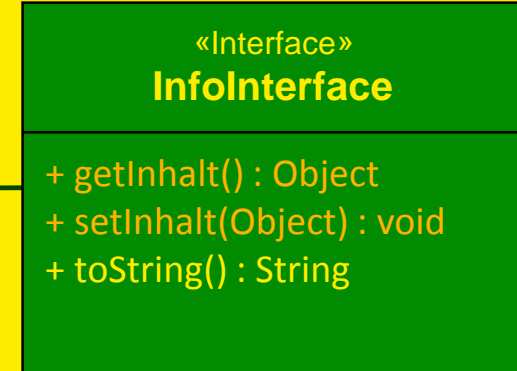 «Interface»
InfoInterface
+ getInhalt() : Object
+ setInhalt(Object) : void
+ toString() : String